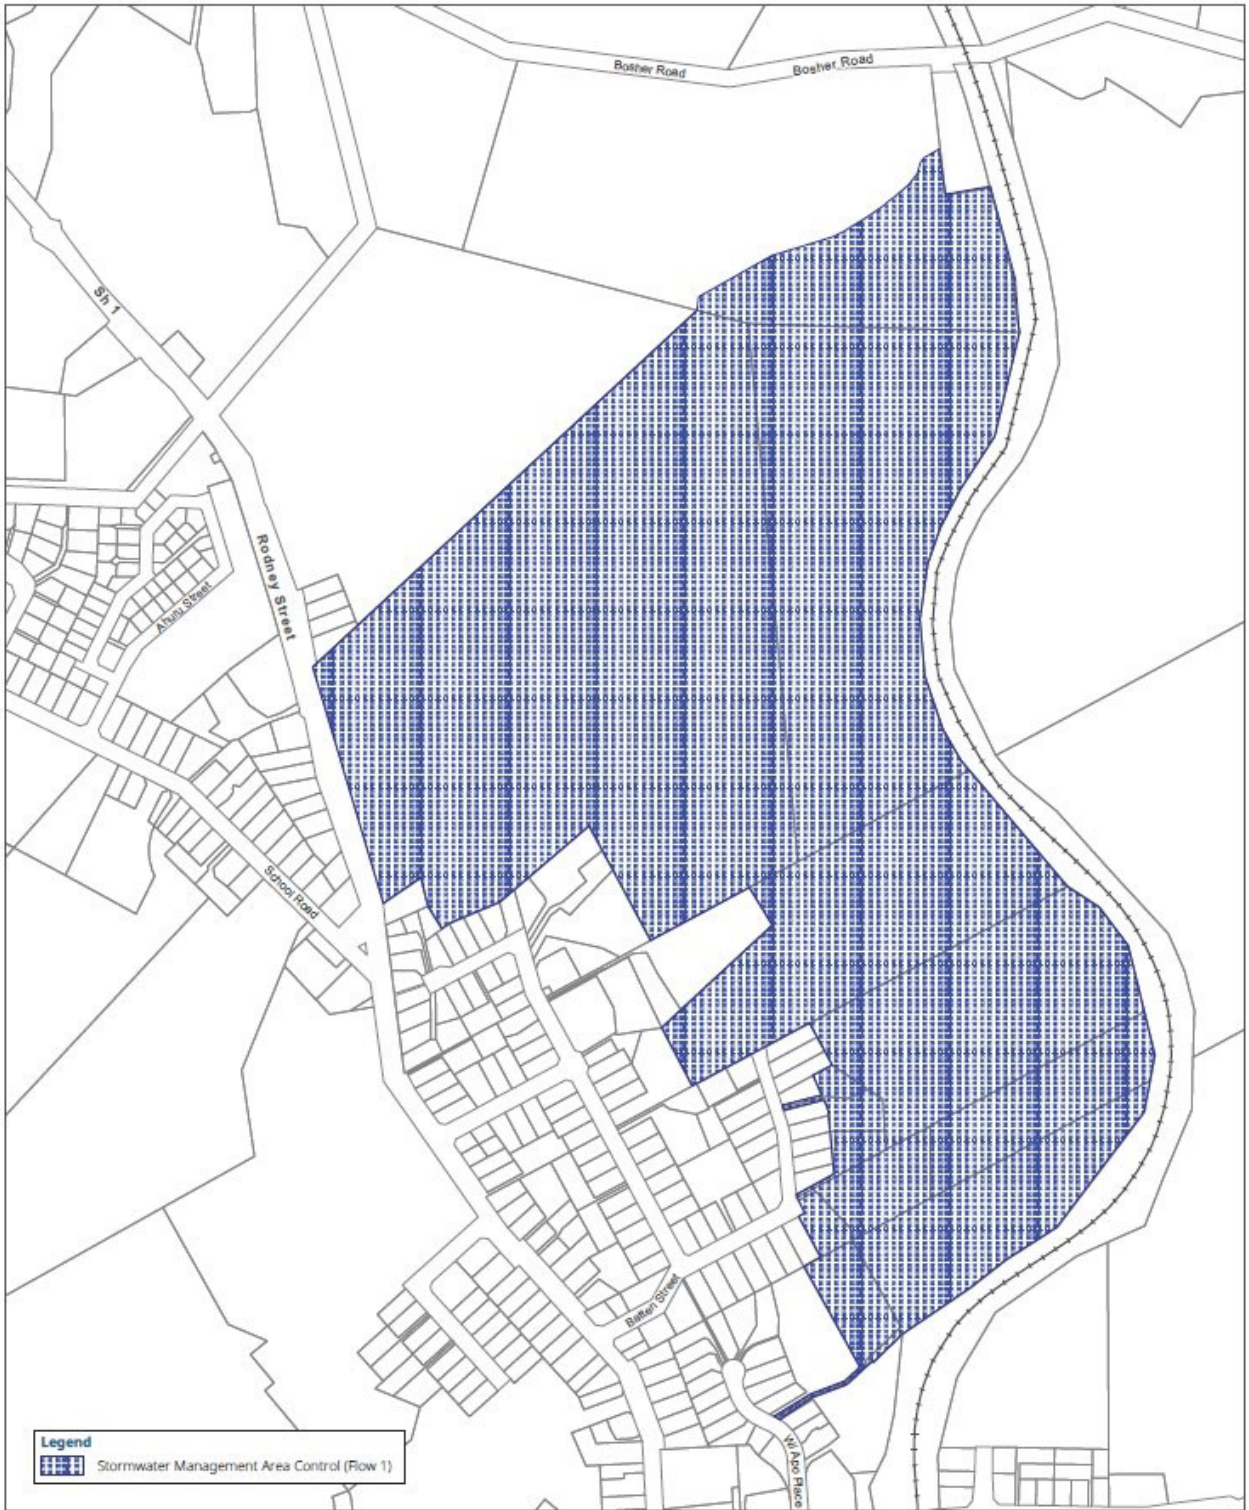 Bosher Road
Bosher Road
Sh 1
Rodney Street
Ahutu Street
School Road
Batten Street
Wi Apo Place
Legend
Stormwater Management Area Control (Flow 1)